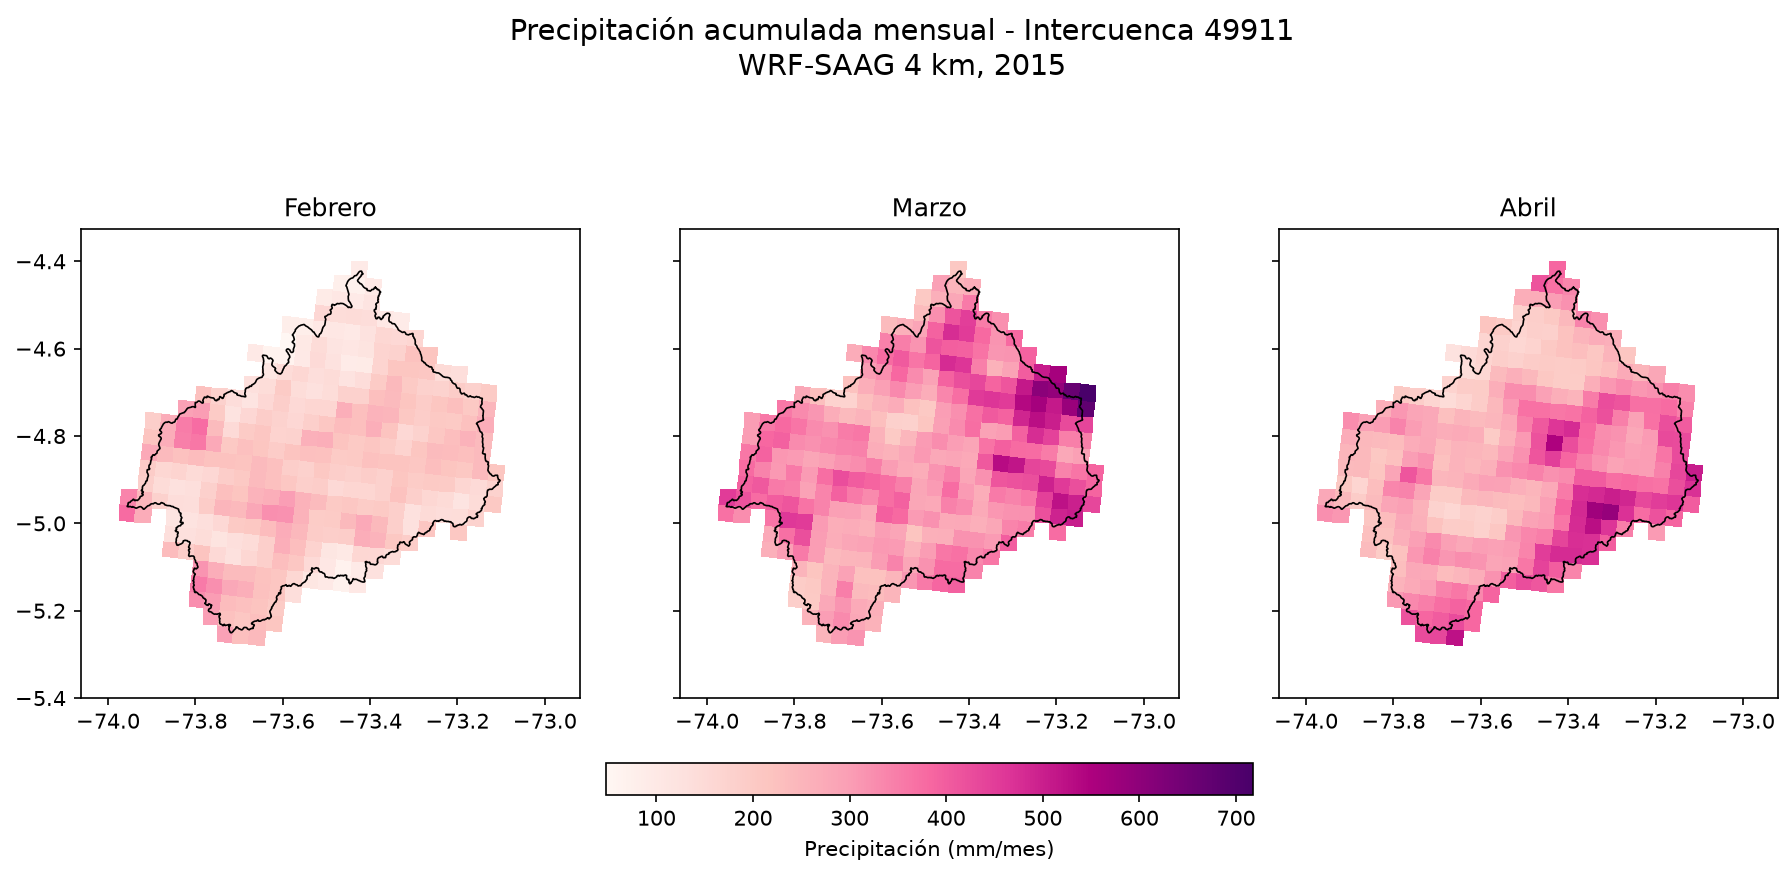 Precipitación acumulada mensual - Intercuenca 49911
WRF-SAAG 4 km, 2015
Febrero
Marzo
Abril
−4.4
−4.6
−4.8
−5.0
−5.2
−5.4
−74.0 −73.8 −73.6 −73.4 −73.2 −73.0
−74.0 −73.8 −73.6 −73.4 −73.2 −73.0
−74.0 −73.8 −73.6 −73.4 −73.2 −73.0
100 200 300 400 500 600 700
Precipitación (mm/mes)